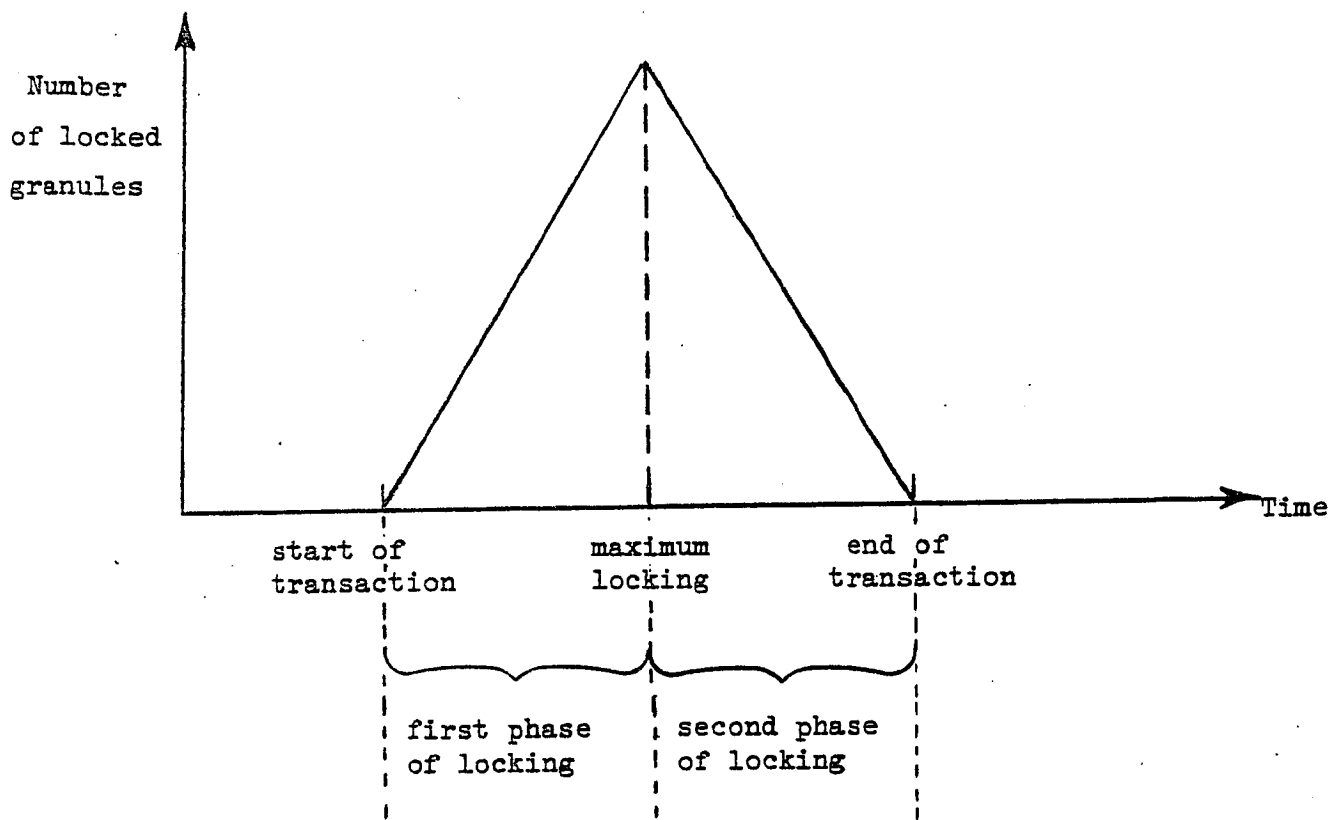 Number
of locked
granules
Time
start of
transaction
maximum
locking
end of
transaction
first phase
of locking
second phase
of locking